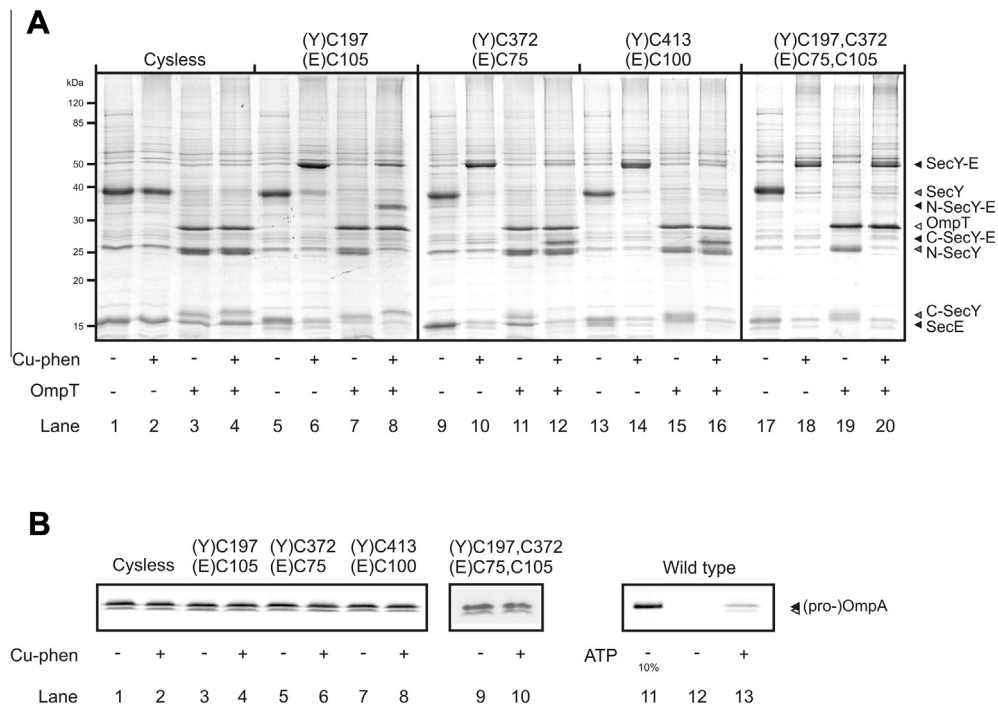 A
Cysless
(Y)C197
(E)C105
(Y)C372
(E)C75
(Y)C413
(E)C100
(Y)C197,C372
(E)C75,C105
kDa
120
85
50
40
30
25
20
15
SecY-E
SecY
N-SecY-E
OmpT
C-SecY-E
N-SecY
C-SecY
SecE
Cu-phen - + - + - + - + - + - + - + - + - + - +
OmpT - - + + - - + + - - + + - - + + - - + +
Lane 1 2 3 4 5 6 7 8 9 10 11 12 13 14 15 16 17 18 19 20
B
Cysless
(Y)C197
(E)C105
(Y)C372
(E)C75
(Y)C413
(E)C100
(Y)C197,C372
(E)C75,C105
Wild type
(pro-)OmpA
Cu-phen - + - + - + - + - + ATP - - +
10%
Lane 1 2 3 4 5 6 7 8 9 10 11 12 13